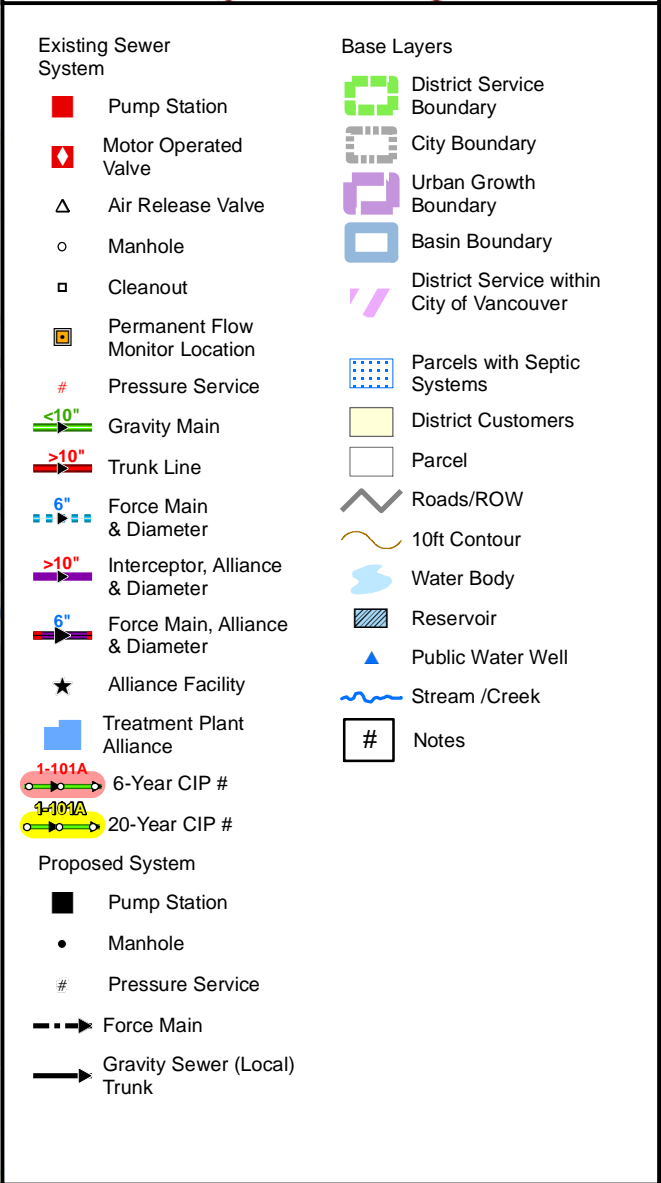 Existing Sewer
System
Pump Station
Motor Operated
Valve
Air Release Valve
Manhole
Cleanout
Permanent Flow
Monitor Location
# Pressure Service
<10"
Gravity Main
>10"
Trunk Line
6"
Force Main
& Diameter
>10"
Interceptor, Alliance
& Diameter
6"
Force Main, Alliance
& Diameter
Alliance Facility
Treatment Plant
Alliance
1-101A
6-Year CIP #
1-101A
20-Year CIP #
Proposed System
Pump Station
Manhole
# Pressure Service
Force Main
Gravity Sewer (Local)
Trunk
Base Layers
District Service
Boundary
City Boundary
Urban Growth
Boundary
Basin Boundary
District Service within
City of Vancouver
Parcels with Septic
Systems
District Customers
Parcel
Roads/ROW
10ft Contour
Water Body
Reservoir
Public Water Well
Stream /Creek
# Notes